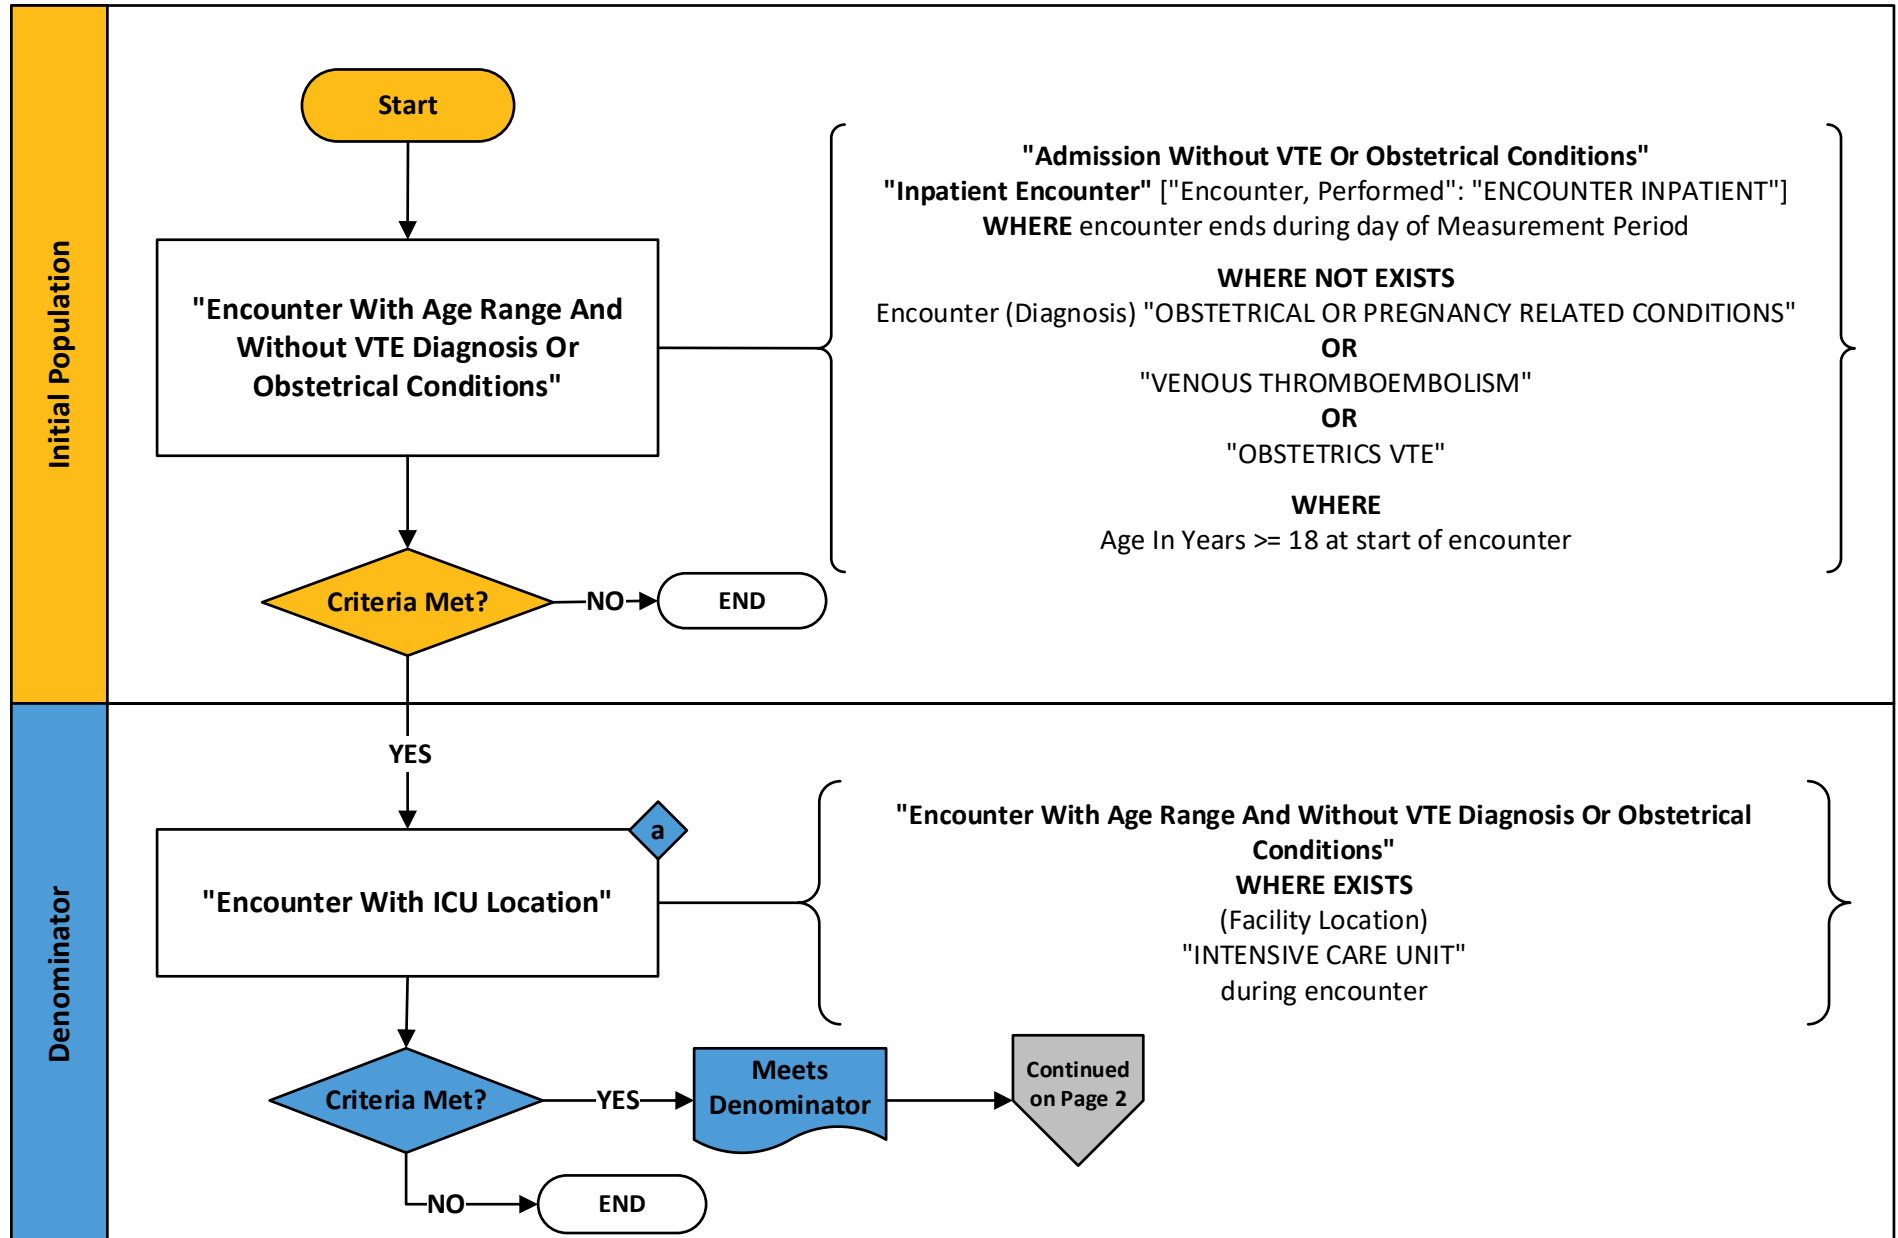 Initial Population
Start
"Encounter With Age Range And
Without VTE Diagnosis Or
Obstetrical Conditions"
"Admission Without VTE Or Obstetrical Conditions"
"Inpatient Encounter" ["Encounter, Performed": "ENCOUNTER INPATIENT"]
WHERE encounter ends during day of Measurement Period
WHERE NOT EXISTS
Encounter (Diagnosis) "OBSTETRICAL OR PREGNANCY RELATED CONDITIONS"
OR
"VENOUS THROMBOEMBOLISM"
OR
"OBSTETRICS VTE"
WHERE
Age In Years >= 18 at start of encounter
Criteria Met?
NO
END
YES
Denominator
a
"Encounter With ICU Location"
"Encounter With Age Range And Without VTE Diagnosis Or Obstetrical
Conditions"
WHERE EXISTS
(Facility Location)
"INTENSIVE CARE UNIT"
during encounter
Criteria Met?
YES
Meets
Denominator
Continued
on Page 2
NO
END